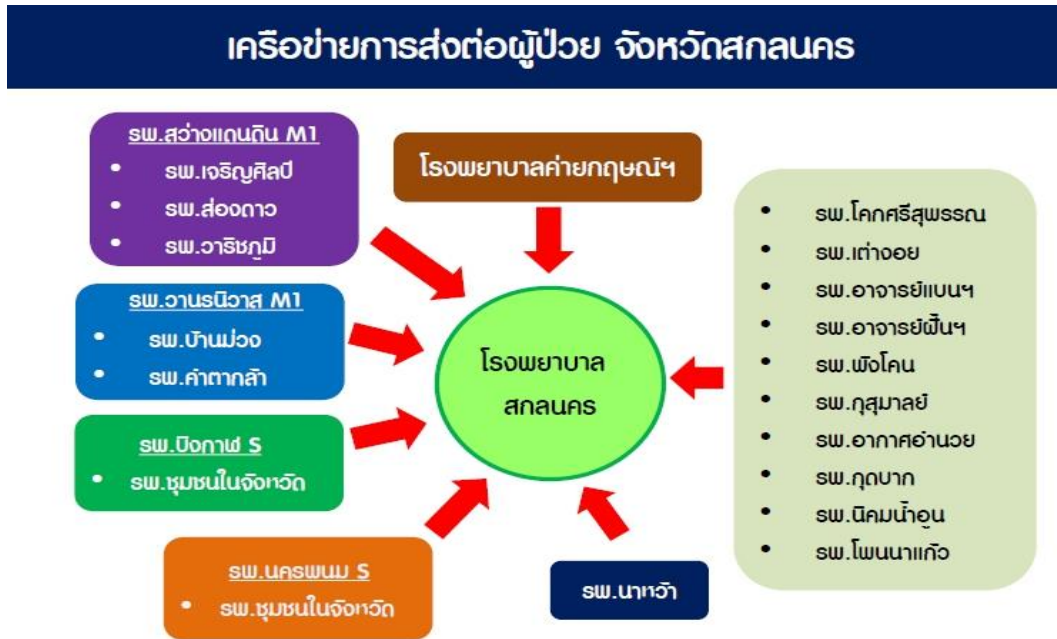 เครือข่ายการส่งต่อผู้ป่วย จังหวัดสกลนคร
รพ.สว่างแดนดิน M1
• รพ.เจริญศิลป์
• รพ.ส่องดาว
• รพ.วาริชภูมิ
รพ.วานรนิวาส M1
• รพ.บ้านม่วง
• รพ.คำตากล้า
รพ.บึงกาฬ S
• รพ.ชุมชนในจังหวัด
รพ.นครพนม S
• รพ.ชุมชนในจังหวัด
โรงพยาบาลค่ายกฤษณ์ฯ
โรงพยาบาล
สกลนคร
รพ.นาหว้า
• รพ.โคกศรีสุพรรณ
• รพ.เต่างอย
• รพ.อาจารย์แบนฯ
• รพ.อาจารย์ฝั้นฯ
• รพ.พังโคน
• รพ.กุสุมาลย์
• รพ.อากาศอำนวย
• รพ.กุดบาก
• รพ.นิคมน้ำอูน
• รพ.โพนนาแก้ว